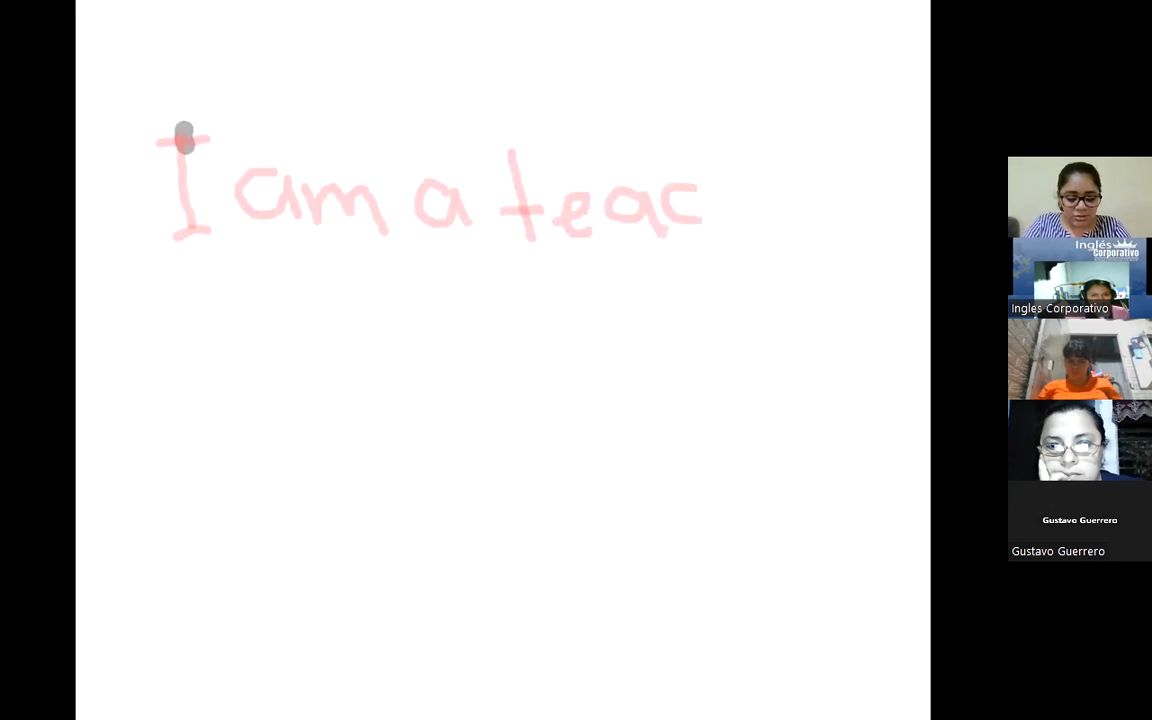 I am a teac
Inglés
Corporativo
Ingles Corporativo
Gustavo Guerrero
Gustavo Guerrero